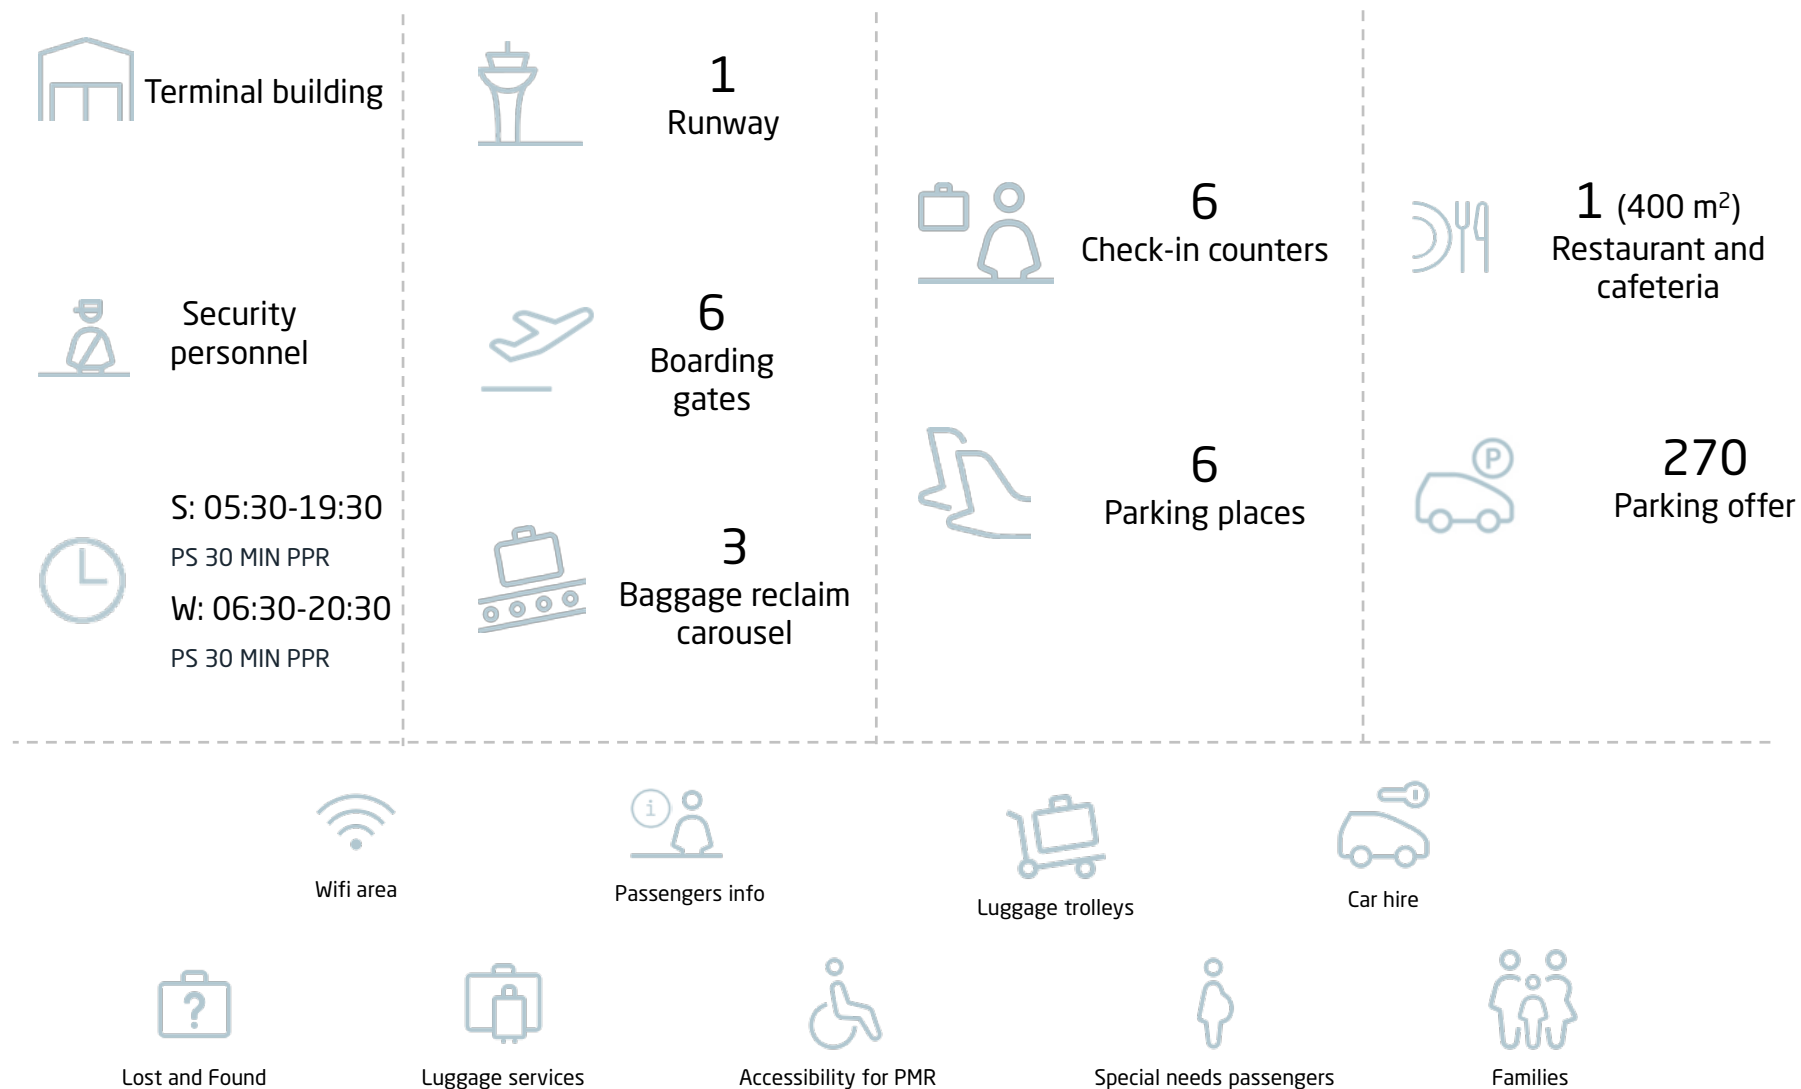 Terminal building
Security
personnel
S: 05:30-19:30
PS 30 MIN PPR
W: 06:30-20:30
PS 30 MIN PPR
1
Runway
6
Boarding
gates
3
Baggage reclaim
carousel
6
Check-in counters
6
Parking places
1 (400 m²)
Restaurant and
cafeteria
P
270
Parking offer
Wifi area
i
Passengers info
Luggage trolleys
Car hire
?
Lost and Found
Luggage services
Accessibility for PMR
Special needs passengers
Families